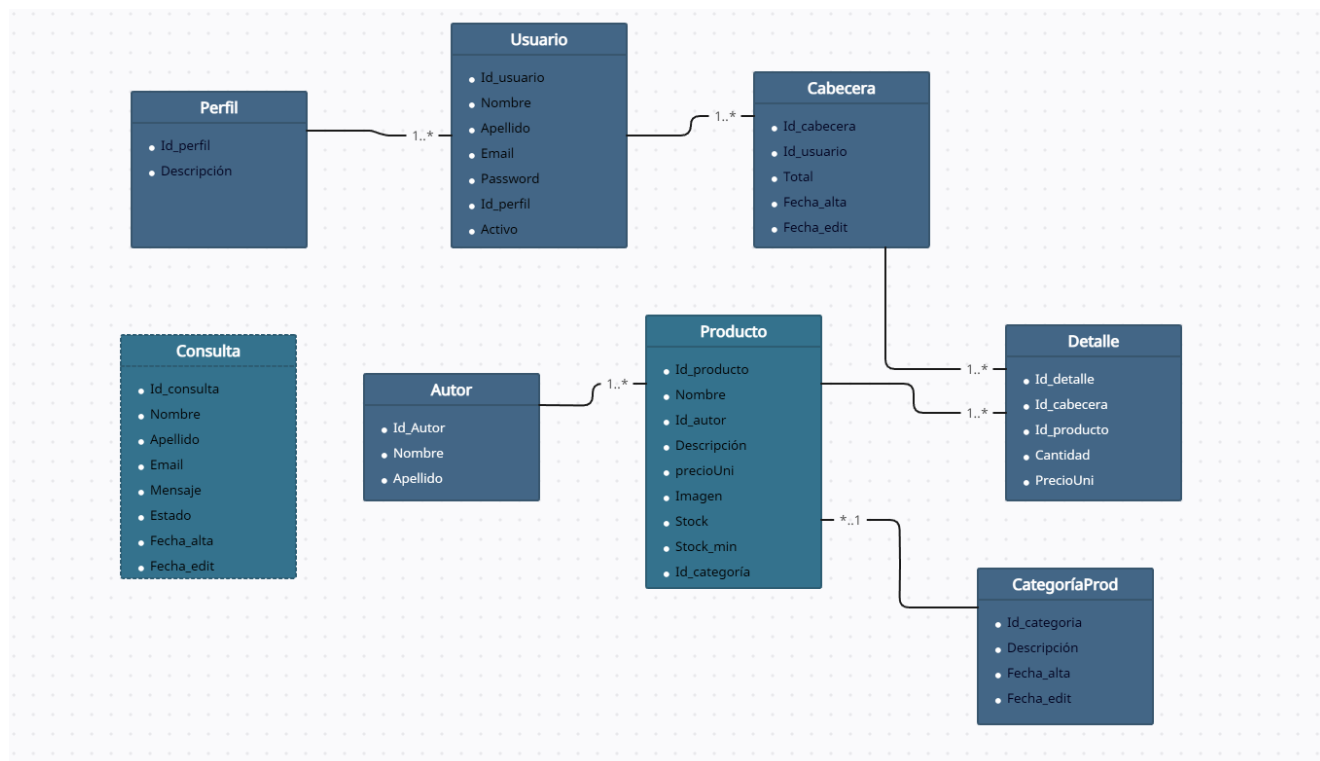 Perfil
Id_perfil
Descripción
1..*
Usuario
Id_usuario
Nombre
Apellido
Email
Password
Id_perfil
Activo
1..*
Cabecera
Id_cabecera
Id_usuario
Total
Fecha_alta
Fecha_edit
Consulta
Id_consulta
Nombre
Apellido
Email
Mensaje
Estado
Fecha_alta
Fecha_edit
Autor
Id_Autor
Nombre
Apellido
1..*
Producto
Id_producto
Nombre
Id_autor
Descripción
precioUni
Imagen
Stock
Stock_min
Id_categoría
1..*
1..*
*..1
Detalle
Id_detalle
Id_cabecera
Id_producto
Cantidad
PrecioUni
CategoríaProd
Id_categoria
Descripción
Fecha_alta
Fecha_edit